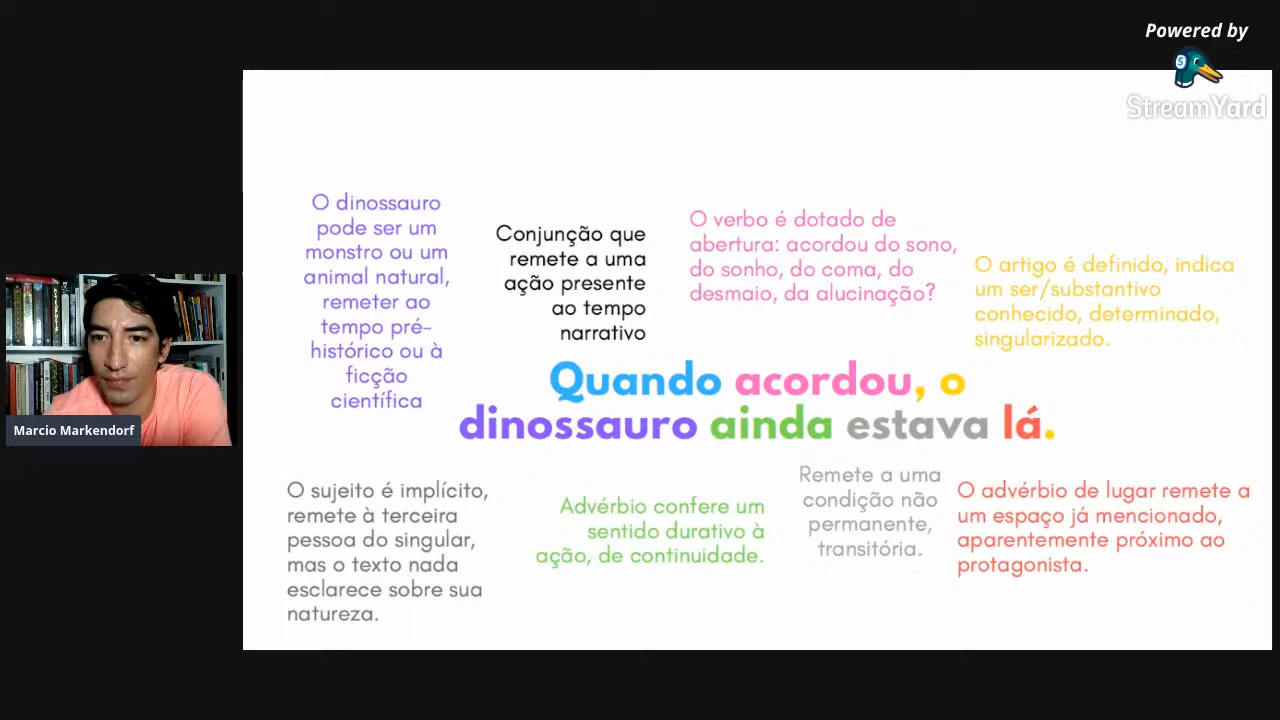 Powered by
StreamYard
O dinossauro
pode ser um
monstro ou um
animal natural,
remeter ao
tempo pré-
histórico ou à
ficção
científica
Conjunção que
remete a uma
ação presente
ao tempo
narrativo
O verbo é dotado de
abertura: acordou do sono,
do sonho, do coma, do
desmaio, da alucinação?
O artigo é definido, indica
um ser/substantivo
conhecido, determinado,
singularizado.
Quando acordou, o
dinossauro ainda estava lá.
Marcio Markendorf
O sujeito é implícito,
remete à terceira
pessoa do singular,
mas o texto nada
esclarece sobre sua
natureza.
Advérbio confere um
sentido durativo à
ação, de continuidade.
Remete a uma
condição não
permanente,
transitória.
O advérbio de lugar remete a
um espaço já mencionado,
aparentemente próximo ao
protagonista.